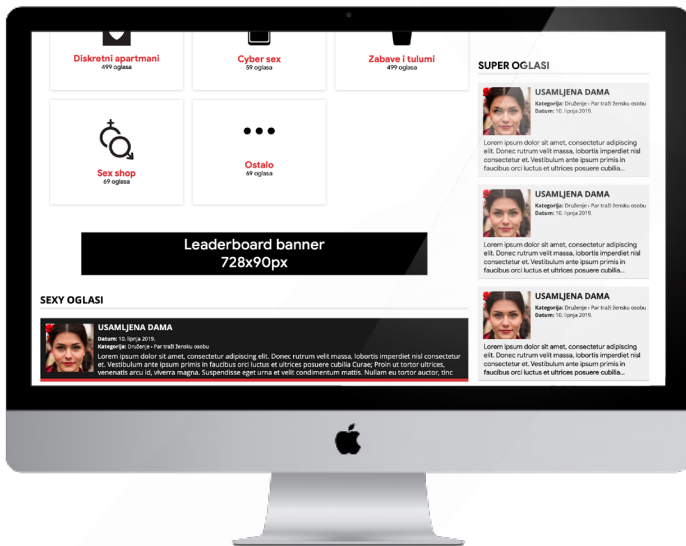 Diskretni apartmani
499 oglasa
Cyber sex
59 oglasa
Zabave i tulumi
499 oglasa
Sex shop
69 oglasa
Ostalo
69 oglasa
Leaderboard banner
728x90px
SEXY OGLASI
USAMLJENA DAMA
Datum: 10. lipnja 2019.
Kategorija: Druženje › Par traži žensku osobu
Lorem ipsum dolor sit amet, consectetur adipiscing elit. Donec rutrum velit massa, lobortis imperdiet nisl consectetur
et. Vestibulum ante ipsum primis in faucibus orci luctus et ultrices posuere cubilia Curae; Proin ut tortor ultrices,
venenatis arcu id, viverra magna. Suspendisse eget urna et velit condimentum mattis. Nullam eu tortor auctor, tinc
SUPER OGLASI
USAMLJENA DAMA
Kategorija: Druženje › Par traži žensku osobu
Datum: 10. lipnja 2019.
Lorem ipsum dolor sit amet, consectetur adipiscing
elit. Donec rutrum velit massa, lobortis imperdiet nisl
consectetur et. Vestibulum ante ipsum primis in
faucibus orci luctus et ultrices posuere cubilia...
USAMLJENA DAMA
Kategorija: Druženje › Par traži žensku osobu
Datum: 10. lipnja 2019.
Lorem ipsum dolor sit amet, consectetur adipiscing
elit. Donec rutrum velit massa, lobortis imperdiet nisl
consectetur et. Vestibulum ante ipsum primis in
faucibus orci luctus et ultrices posuere cubilia...
USAMLJENA DAMA
Kategorija: Druženje › Par traži žensku osobu
Datum: 10. lipnja 2019.
Lorem ipsum dolor sit amet, consectetur adipiscing
elit. Donec rutrum velit massa, lobortis imperdiet nisl
consectetur et. Vestibulum ante ipsum primis in
faucibus orci luctus et ultrices posuere cubilia...